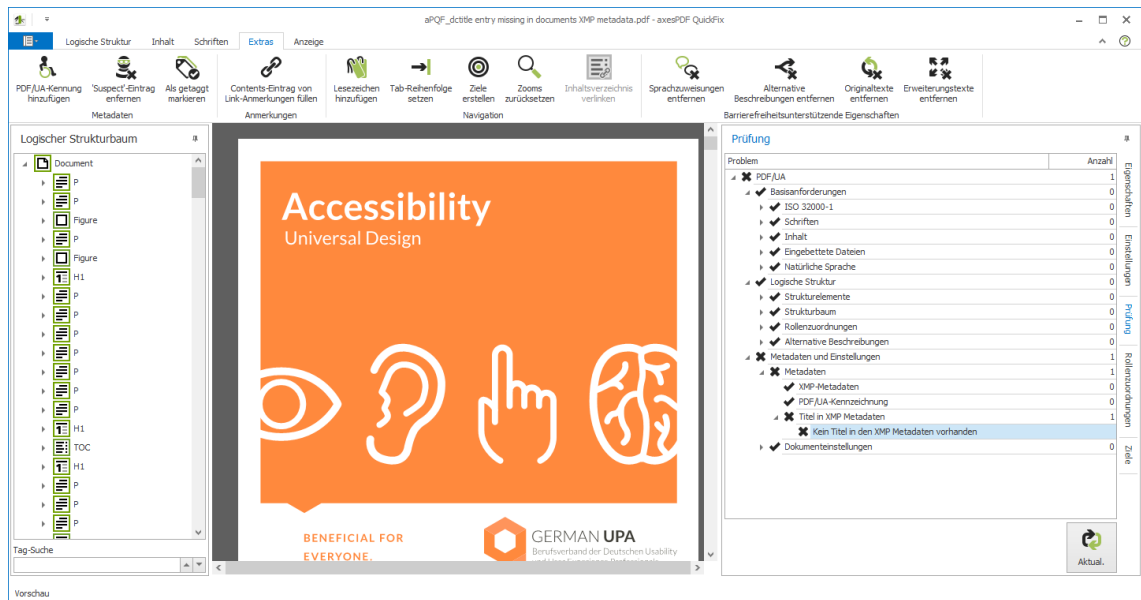 aPQF_dctitle entry missing in documents XMP metadata.pdf - axesPDF QuickFix
Logische Struktur Inhalt Schriften Extras Anzeige
PDF/UA-Kennung hinzufügen
'Suspect'-Eintrag entfernen
Als getaggt markieren
Contents-Eintrag von Link-Anmerkungen füllen
Lesezeichen hinzufügen
Tab-Reihenfolge setzen
Ziele erstellen
Zooms zurücksetzen
Inhaltsverzeichnis verlinken
Sprachzuweisungen entfernen
Alternative Beschreibungen entfernen
Originaltexte entfernen
Erweiterungstexte entfernen
Metadaten Anmerkungen Navigation Barrierefreiheitsunterstützende Eigenschaften
Logischer Strukturbaum
Document
P
P
Figure
P
Figure
H1
P
P
P
P
P
P
P
H1
TOC
H1
P
P
P
Tag-Suche
Vorschau
Accessibility
Universal Design
BENEFICIAL FOR
EVERYONE.
GERMAN UPA
Berufsverband der Deutschen Usability
Prüfung
Problem Anzahl
PDF/UA 1
Basisanforderungen 0
ISO 32000-1 0
Schriften 0
Inhalt 0
Eingebettete Dateien 0
Natürliche Sprache 0
Logische Struktur 0
Strukturelemente 0
Strukturbaum 0
Rollenzuordnungen 0
Alternative Beschreibungen 0
Metadaten und Einstellungen 1
Metadaten 1
XMP-Metadaten 0
PDF/UA-Kennzeichnung 0
Titel in XMP Metadaten 1
Kein Titel in den XMP Metadaten vorhanden
Dokumenteinstellungen 0
Aktual.
Eigenschaften
Einstellungen
Prüfung
Rollenzuordnungen
Ziele